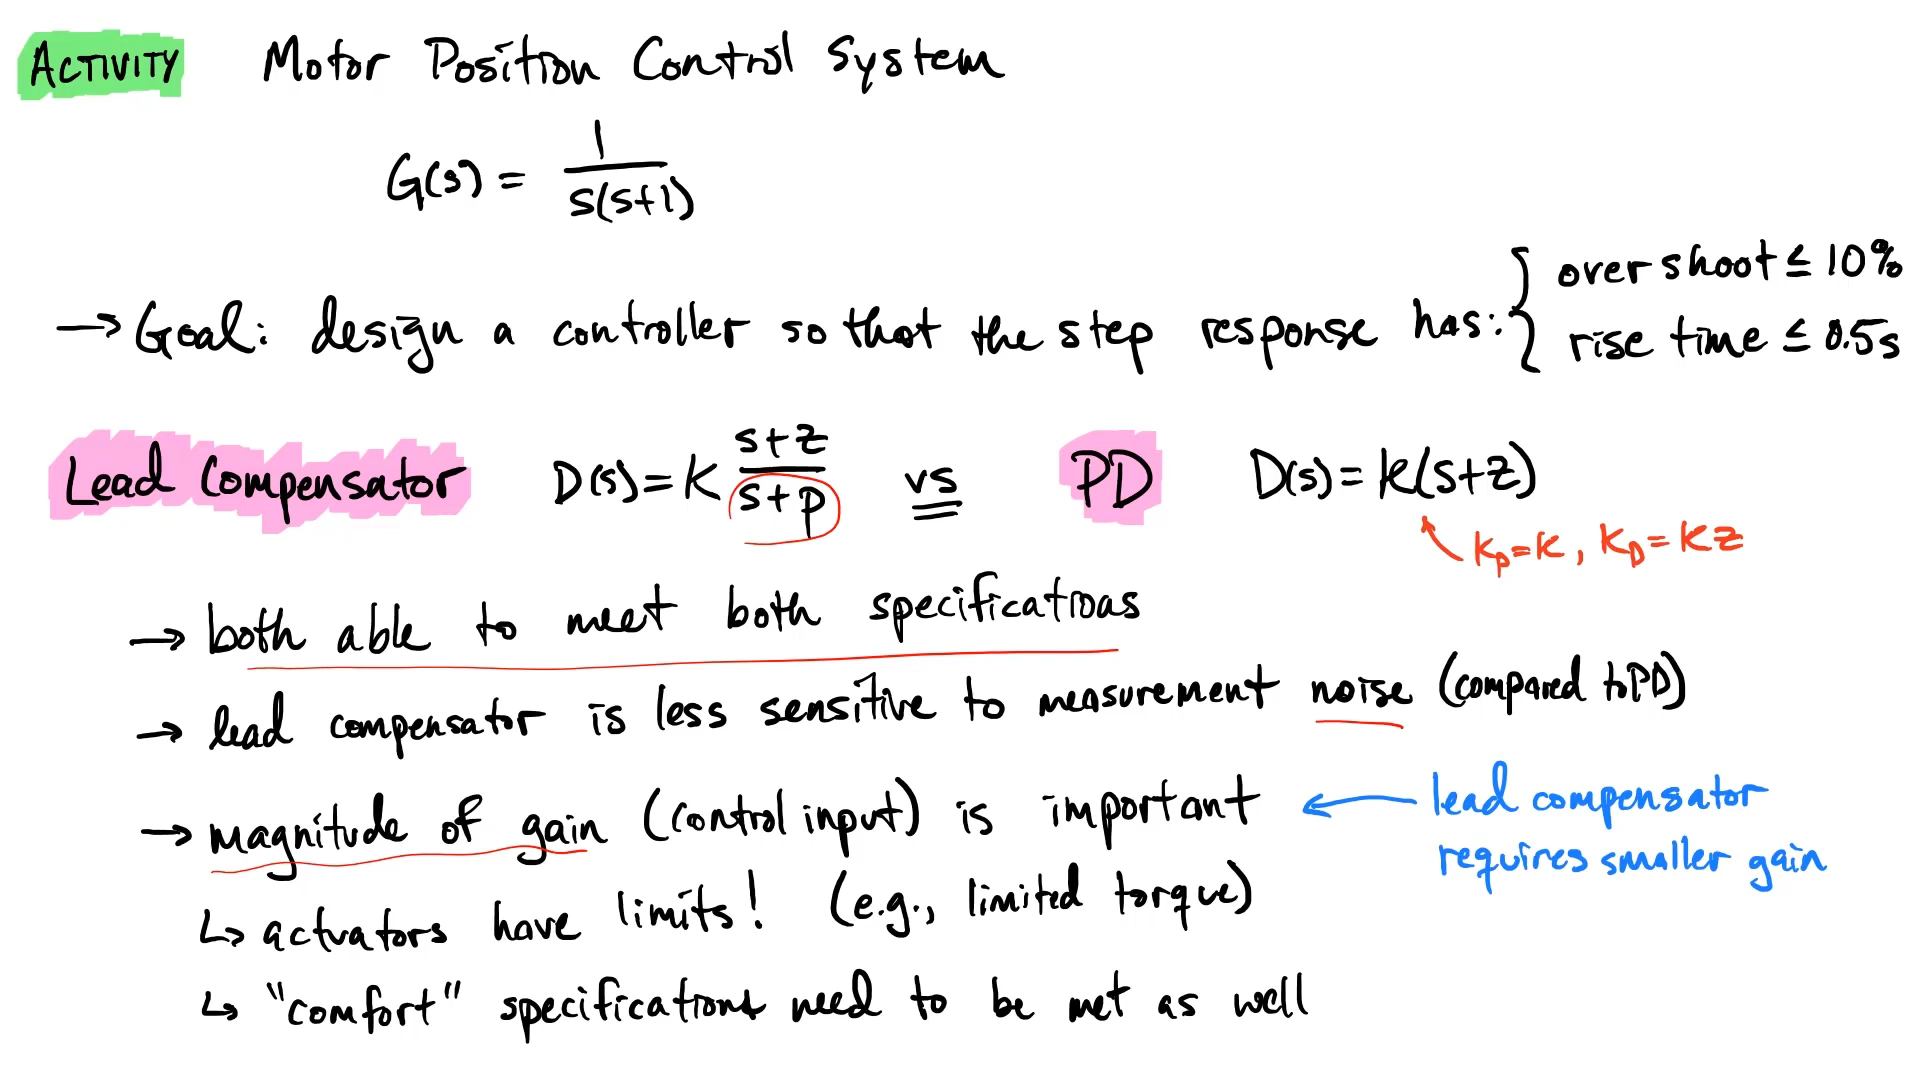 ACTIVITY Motor Position Control System
G(s) = 1 / s(s+1)
→ Goal: design a controller so that the step response has: { overshoot ≤ 10%
rise time ≤ 0.5s
Lead Compensator D(s) = K (s+z)/(s+p) vs PD D(s) = K(s+z)
Kp = K, KD = Kz
→ both able to meet both specifications
→ lead compensator is less sensitive to measurement noise (compared to PD)
→ magnitude of gain (control input) is important ← lead compensator
requires smaller gain
↳ actuators have limits! (e.g., limited torque)
↳ "comfort" specifications need to be met as well